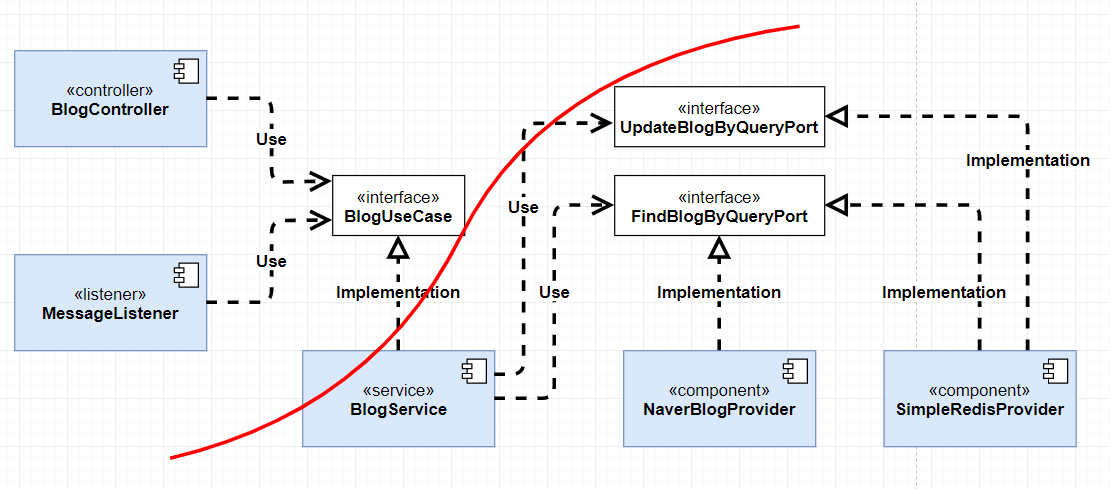 «controller»
BlogController
Use
«interface»
BlogUseCase
Use
«listener»
MessageListener
Implementation
«service»
BlogService
Use
Use
«interface»
UpdateBlogByQueryPort
Implementation
«interface»
FindBlogByQueryPort
Implementation
Implementation
«component»
NaverBlogProvider
«component»
SimpleRedisProvider